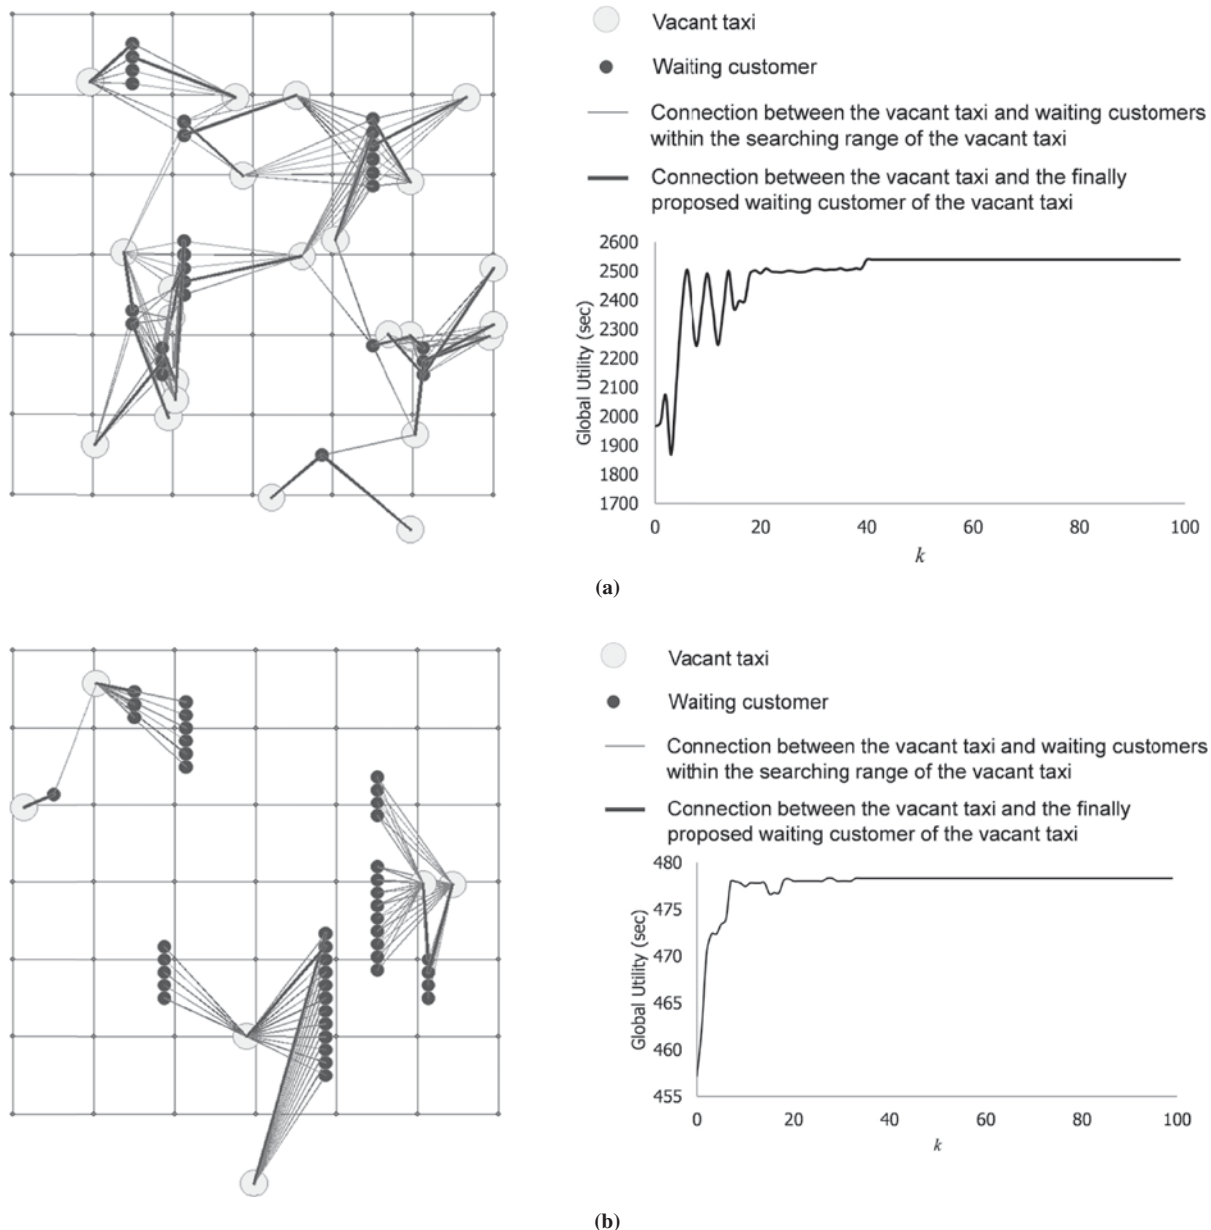 Vacant taxi
Waiting customer
Connection between the vacant taxi and waiting customers
within the searching range of the vacant taxi
Connection between the vacant taxi and the finally
proposed waiting customer of the vacant taxi
Global Utility (sec)
2600
2500
2400
2300
2200
2100
2000
1900
1800
1700
0 20 40 60 80 100
k
(a)
Vacant taxi
Waiting customer
Connection between the vacant taxi and waiting customers
within the searching range of the vacant taxi
Connection between the vacant taxi and the finally
proposed waiting customer of the vacant taxi
Global Utility (sec)
480
475
470
465
460
455
0 20 40 60 80 100
k
(b)